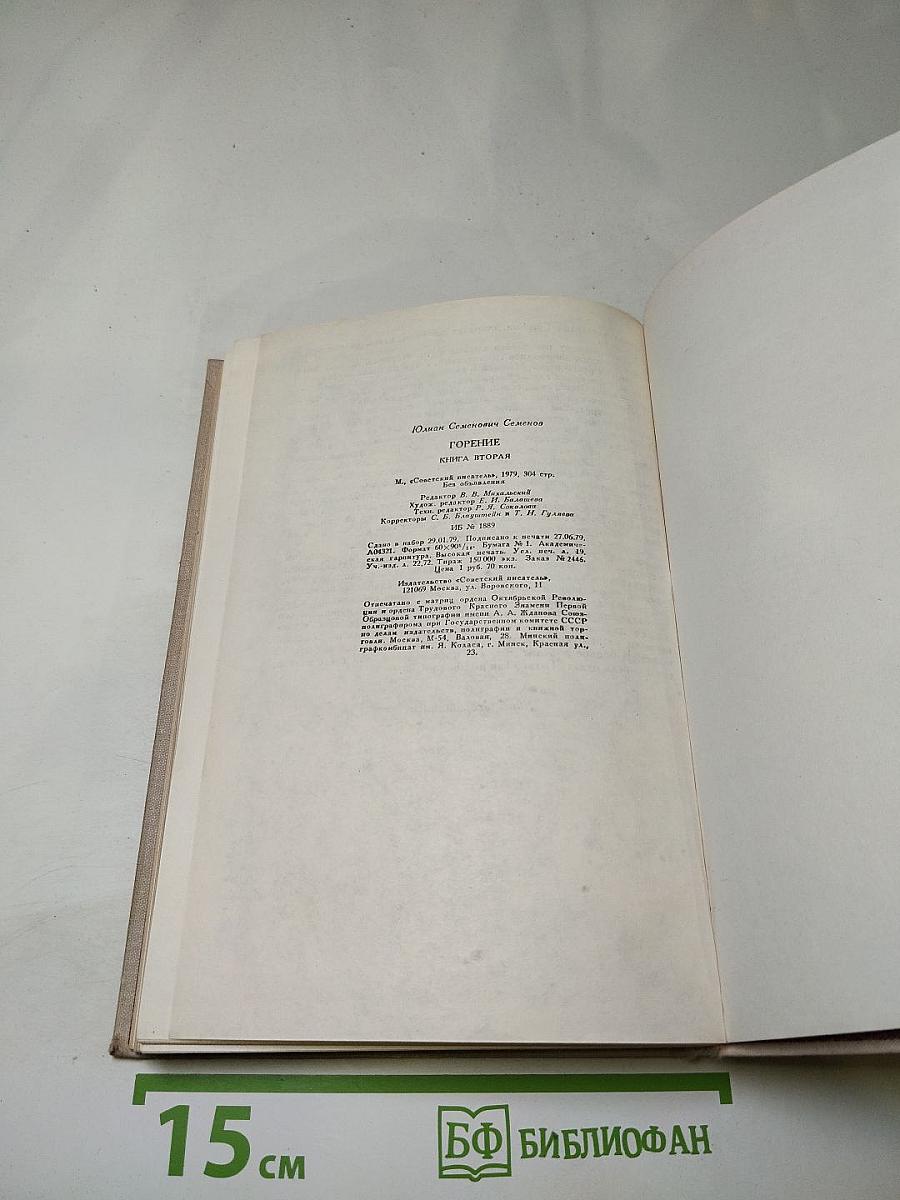 Юлиан Семенович Семенов
ГОРЕНИЕ
КНИГА ВТОРАЯ
М., «Советский писатель», 1979, 304 стр.
Без объявления
Редактор В. В. Михальский
Худож. редактор Е. И. Балашева
Техн. редактор Р. Я. Соколова
Корректоры С. Б. Блауштейн и Т. И. Гуляева
ИБ № 1889
Сдано в набор 29.01.79. Подписано к печати 27.06.79.
А04321. Формат 60×90¹/₁₆. Бумага № 1. Академиче-
ская гарнитура. Высокая печать. Усл. печ. л. 19.
Уч.-изд. л. 22,72. Тираж 150 000 экз. Заказ № 2446.
Цена 1 руб. 70 коп.
Издательство «Советский писатель»,
121069 Москва, ул. Воровского, 11
Отпечатано с матриц ордена Октябрьской Револю-
ции и ордена Трудового Красного Знамени Первой
Образцовой типографии имени А. А. Жданова Союз-
полиграфпрома при Государственном комитете СССР
по делам издательств, полиграфии и книжной тор-
говли. Москва, М-54, Валовая, 28. Минский поли-
графкомбинат им. Я. Коласа, г. Минск, Красная ул.,
23.
15 см
БФ БИБЛИОФАН